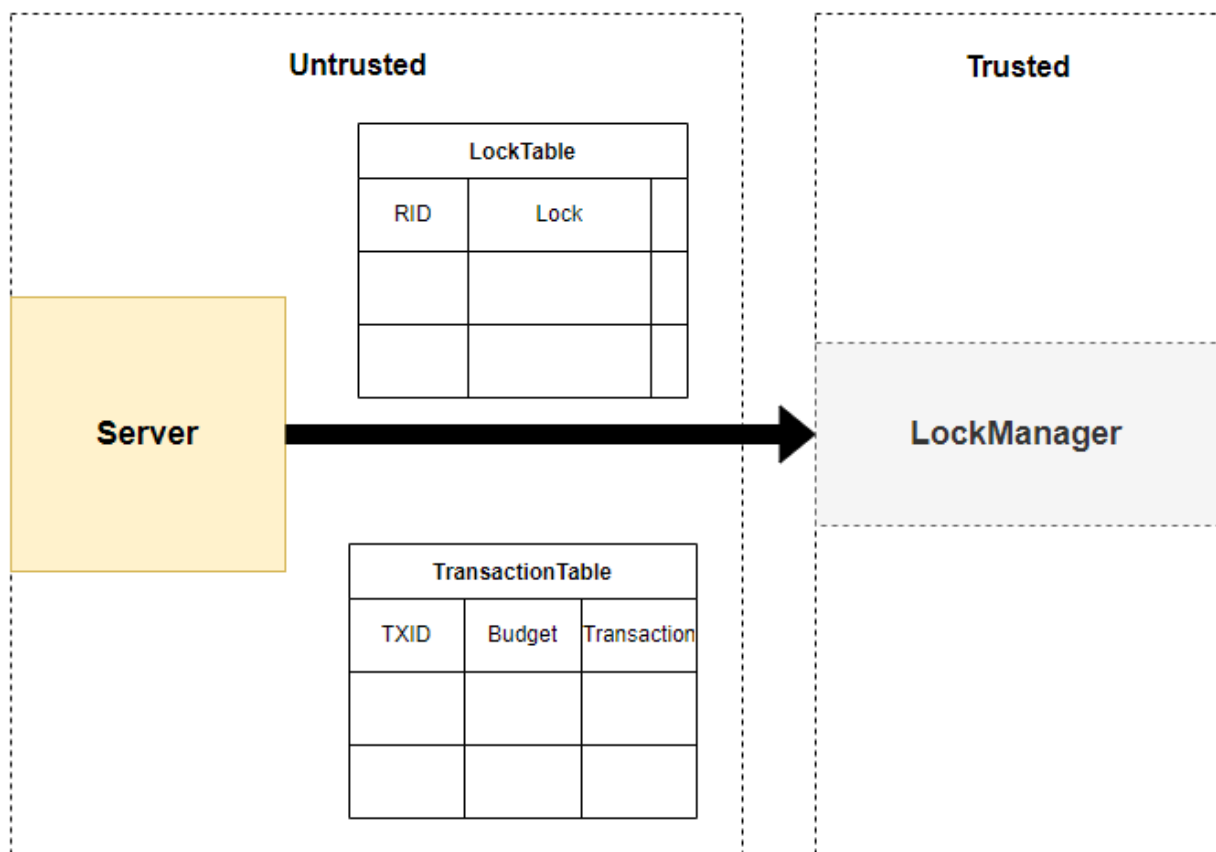 Untrusted
Trusted
LockTable
RID
Lock
Server
LockManager
TransactionTable
TXID
Budget
Transaction